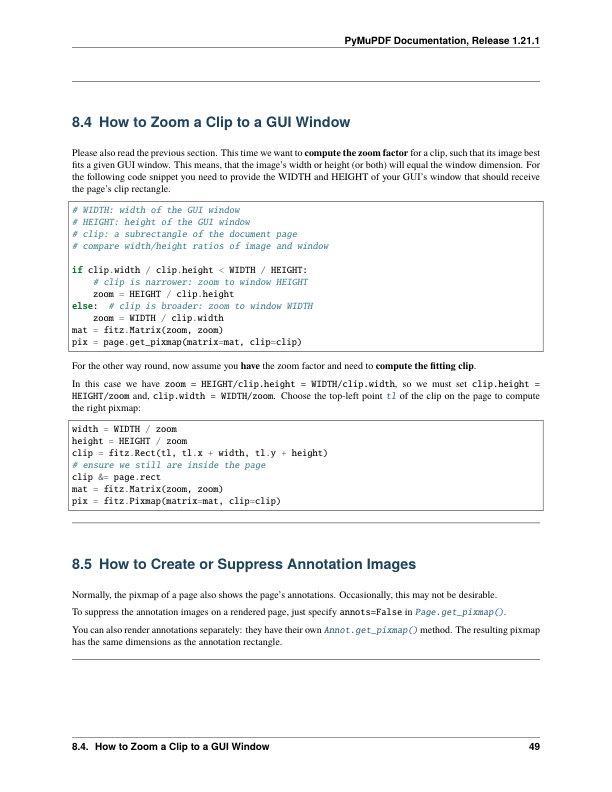 PyMuPDF Documentation, Release 1.21.1
8.4 How to Zoom a Clip to a GUI Window
Please also read the previous section. This time we want to compute the zoom factor for a clip, such that its image best
fits a given GUI window. This means, that the image's width or height (or both) will equal the window dimension. For
the following code snippet you need to provide the WIDTH and HEIGHT of your GUI's window that should receive
the page's clip rectangle.
# WIDTH: width of the GUI window
# HEIGHT: height of the GUI window
# clip: a subrectangle of the document page
# compare width/height ratios of image and window
if clip.width / clip.height < WIDTH / HEIGHT:
    # clip is narrower: zoom to window HEIGHT
    zoom = HEIGHT / clip.height
else:  # clip is broader: zoom to window WIDTH
    zoom = WIDTH / clip.width
mat = fitz.Matrix(zoom, zoom)
pix = page.get_pixmap(matrix=mat, clip=clip)
For the other way round, now assume you have the zoom factor and need to compute the fitting clip.
In this case we have zoom = HEIGHT/clip.height = WIDTH/clip.width, so we must set clip.height =
HEIGHT/zoom and, clip.width = WIDTH/zoom. Choose the top-left point tl of the clip on the page to compute
the right pixmap:
width = WIDTH / zoom
height = HEIGHT / zoom
clip = fitz.Rect(tl, tl.x + width, tl.y + height)
# ensure we still are inside the page
clip &= page.rect
mat = fitz.Matrix(zoom, zoom)
pix = fitz.Pixmap(matrix=mat, clip=clip)
8.5 How to Create or Suppress Annotation Images
Normally, the pixmap of a page also shows the page's annotations. Occasionally, this may not be desirable.
To suppress the annotation images on a rendered page, just specify annots=False in Page.get_pixmap().
You can also render annotations separately: they have their own Annot.get_pixmap() method. The resulting pixmap
has the same dimensions as the annotation rectangle.
8.4. How to Zoom a Clip to a GUI Window 49